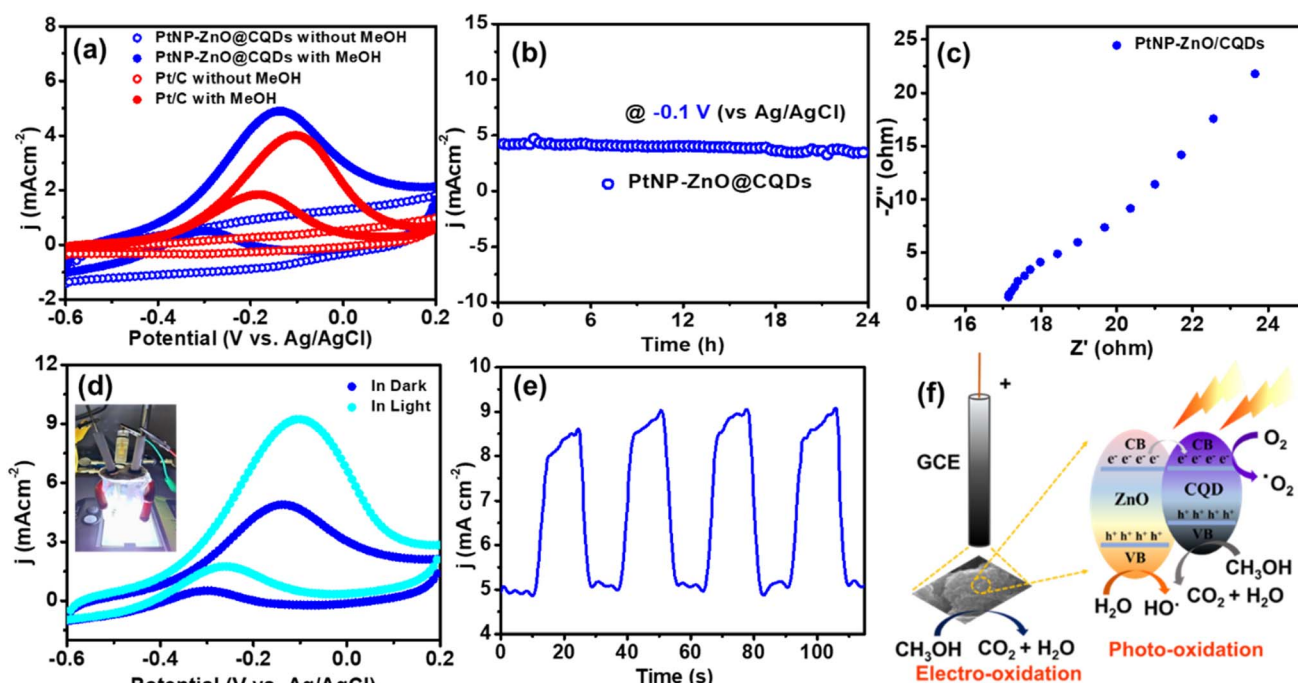 (a)
PtNP-ZnO@CQDs without MeOH
PtNP-ZnO@CQDs with MeOH
Pt/C without MeOH
Pt/C with MeOH
j (mAcm-2)
8
6
4
2
0
-2
-0.6 -0.4 -0.2 0.0 0.2
Potential (V vs. Ag/AgCl)
(b)
@ -0.1 V (vs Ag/AgCl)
PtNP-ZnO@CQDs
j (mAcm-2)
15
10
5
0
-5
-10
0 6 12 18 24
Time (h)
(c)
PtNP-ZnO/CQDs
-Z'' (ohm)
25
20
15
10
5
0
16 18 20 22 24
Z' (ohm)
(d)
In Dark
In Light
j (mAcm-2)
12
9
6
3
0
-0.6 -0.4 -0.2 0.0 0.2
Potential (V vs. Ag/AgCl)
(e)
j (mA cm-2)
10
9
8
7
6
5
4
0 20 40 60 80 100
Time (s)
(f)
+
GCE
CB
e- e- e- e-
ZnO
h+ h+ h+ h+
VB
CB
e- e- e- e-
CQD
h+ h+ h+ h+
VB
O2
•O2
CH3OH
CO2 + H2O
H2O HO•
Photo-oxidation
CH3OH CO2 + H2O
Electro-oxidation